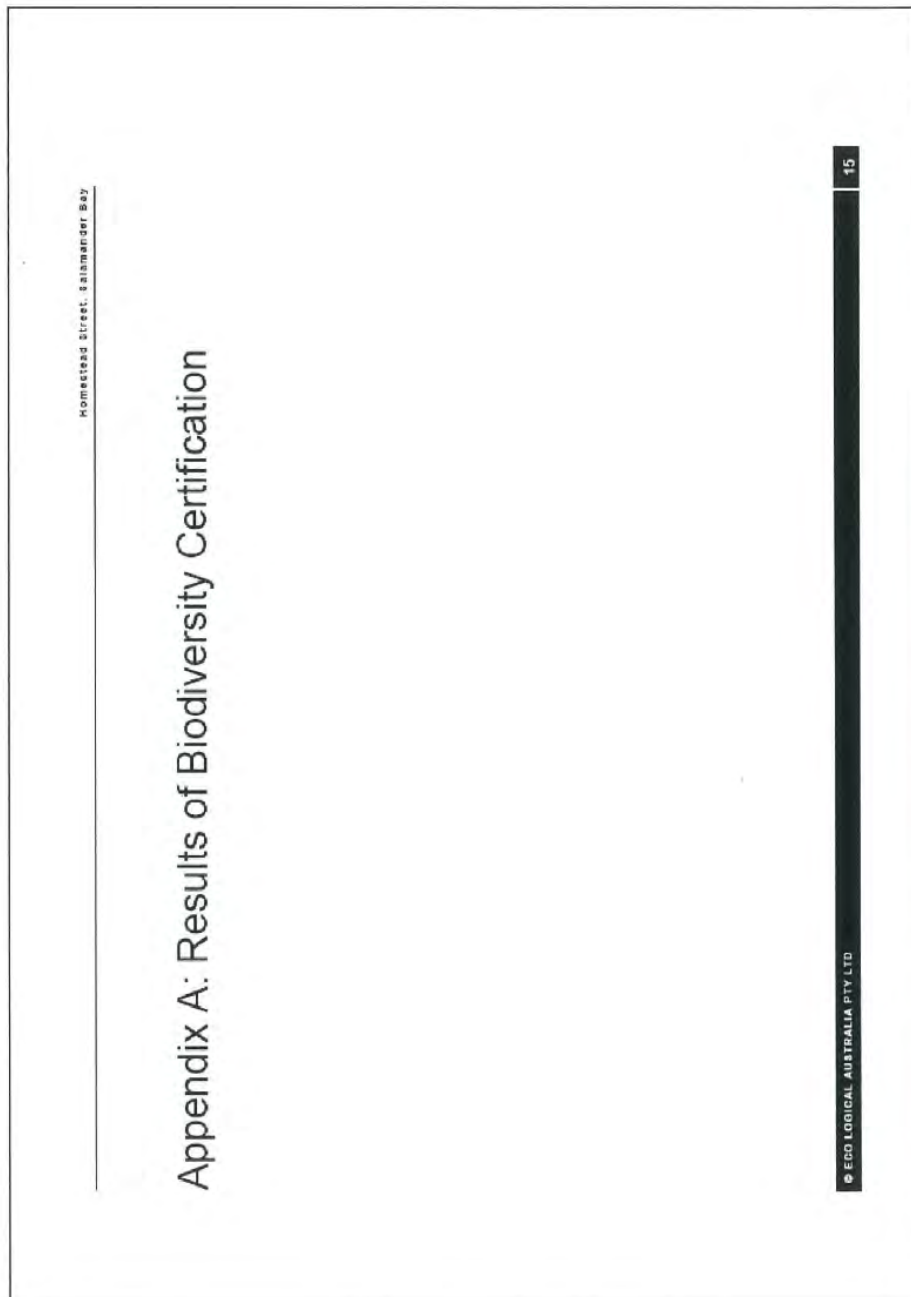 Homestead Street, Salamander Bay
Appendix A: Results of Biodiversity Certification
© ECO LOGICAL AUSTRALIA PTY LTD
15